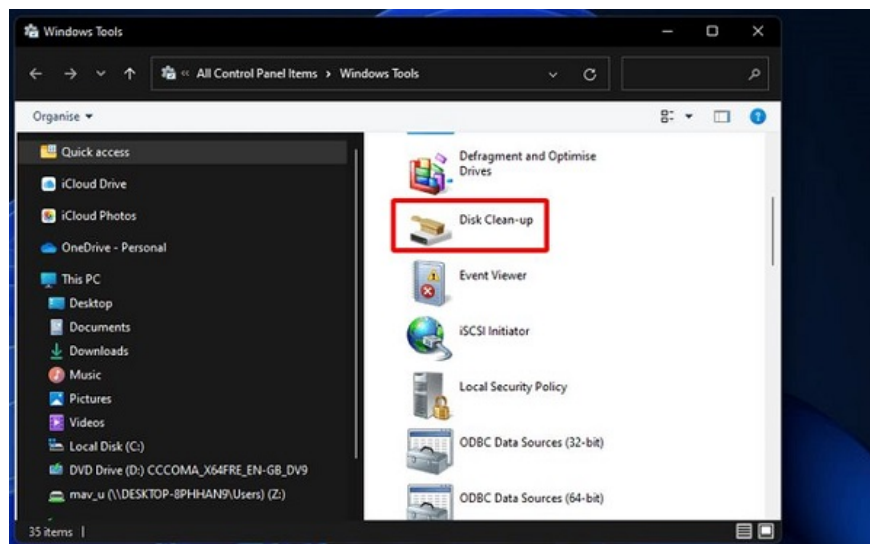 Windows Tools
« All Control Panel Items › Windows Tools
Organise
?
Quick access
iCloud Drive
iCloud Photos
OneDrive - Personal
This PC
Desktop
Documents
Downloads
Music
Pictures
Videos
Local Disk (C:)
DVD Drive (D:) CCCOMA_X64FRE_EN-GB_DV9
mav_u (\\DESKTOP-8PHHAN9\Users) (Z:)
Defragment and Optimise
Drives
Disk Clean-up
Event Viewer
iSCSI Initiator
Local Security Policy
ODBC Data Sources (32-bit)
ODBC Data Sources (64-bit)
35 items